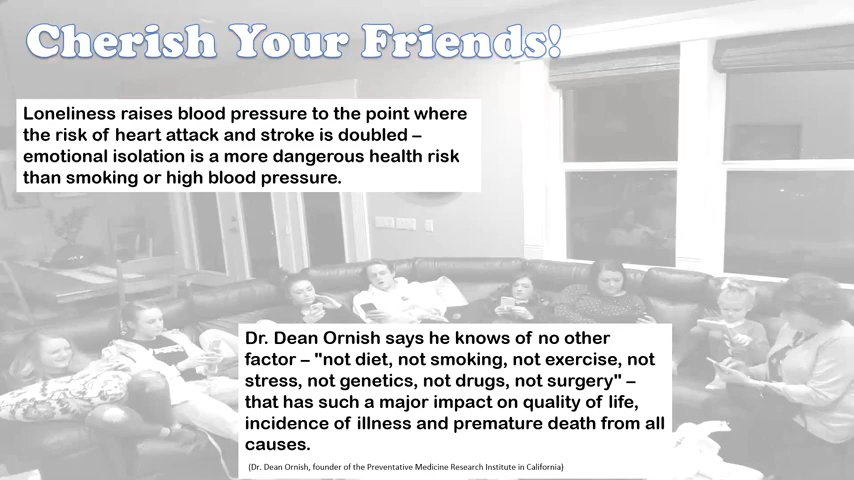 Cherish Your Friends!
Loneliness raises blood pressure to the point where
the risk of heart attack and stroke is doubled –
emotional isolation is a more dangerous health risk
than smoking or high blood pressure.
Dr. Dean Ornish says he knows of no other
factor – "not diet, not smoking, not exercise, not
stress, not genetics, not drugs, not surgery" –
that has such a major impact on quality of life,
incidence of illness and premature death from all
causes.
(Dr. Dean Ornish, founder of the Preventative Medicine Research Institute in California)